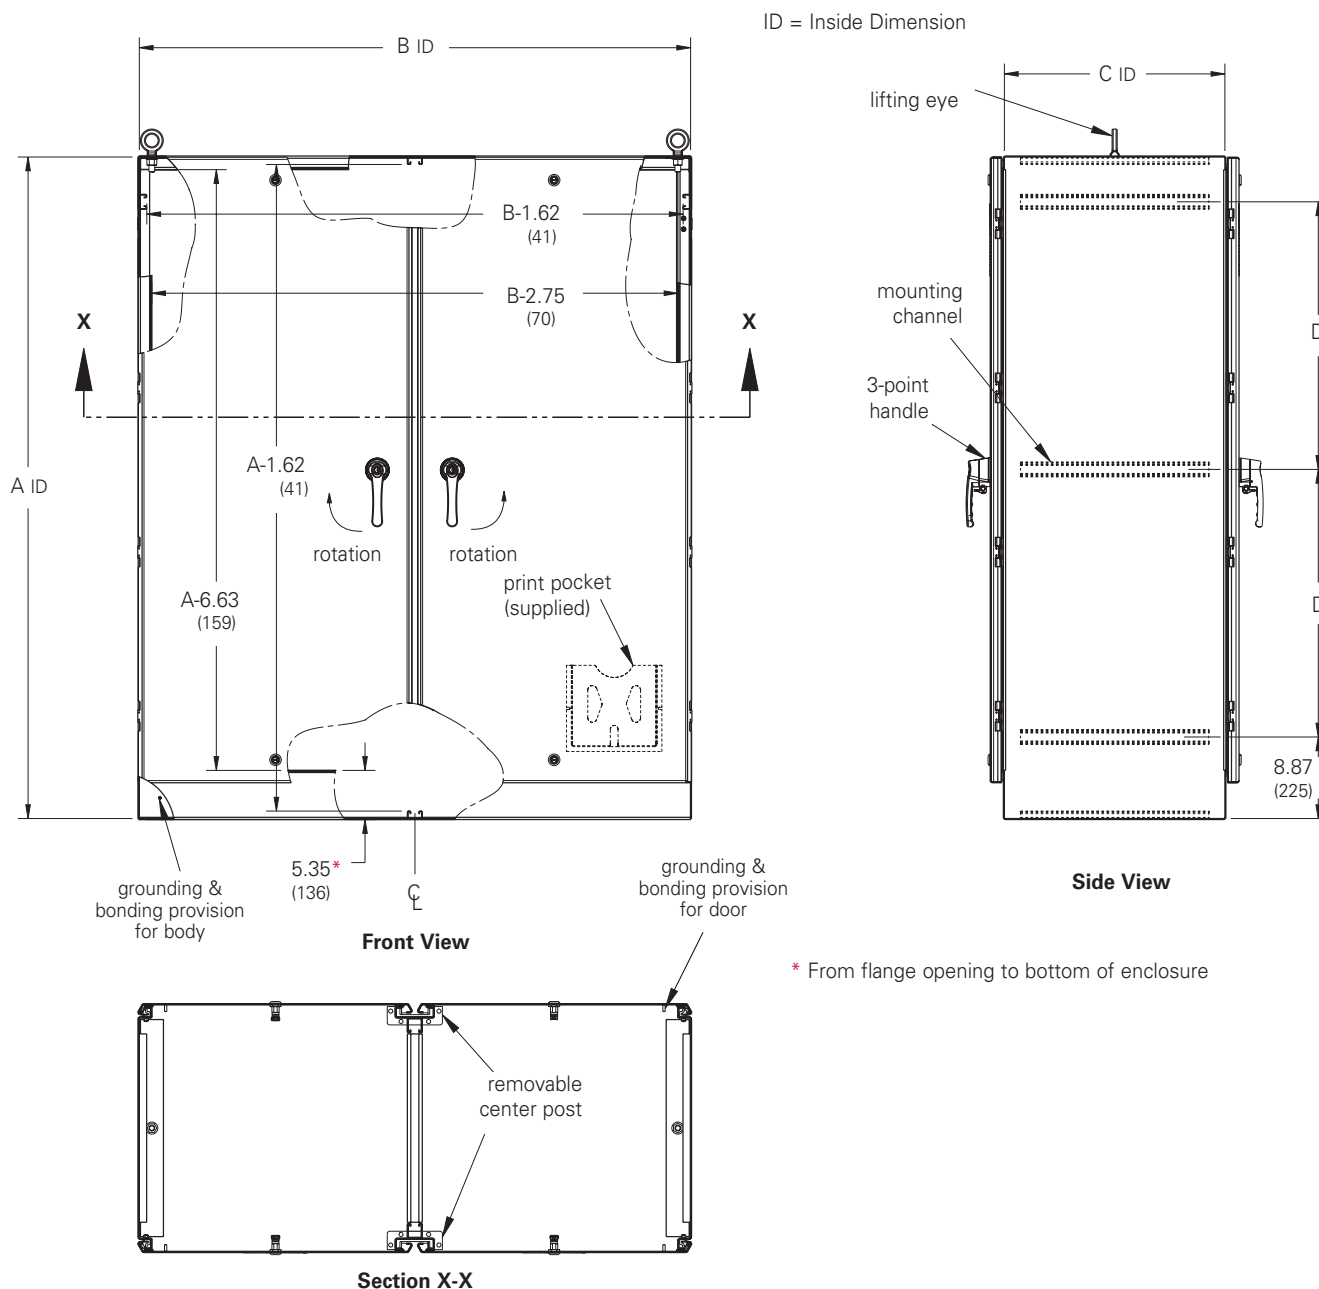 ID = Inside Dimension
B ID
C ID
lifting eye
B-1.62
(41)
B-2.75
(70)
X
X
mounting
channel
D
3-point
handle
A-1.62
(41)
A ID
rotation
rotation
print pocket
(supplied)
A-6.63
(159)
D
8.87
(225)
5.35*
(136)
℄
grounding &
bonding provision
for body
grounding &
bonding provision
for door
Side View
Front View
* From flange opening to bottom of enclosure
removable
center post
Section X-X